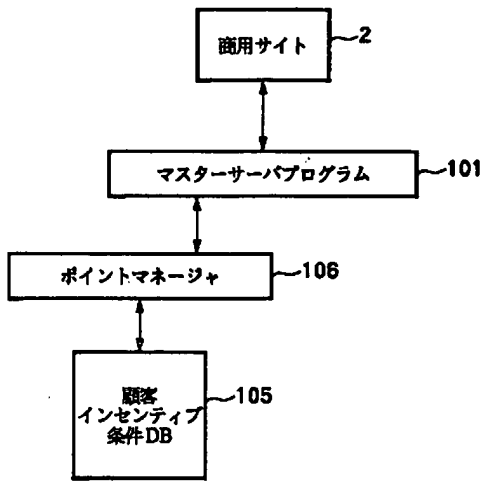 商用サイト
2
マスターサーバプログラム
101
ポイントマネージャ
106
顧客
インセンティブ
条件DB
105